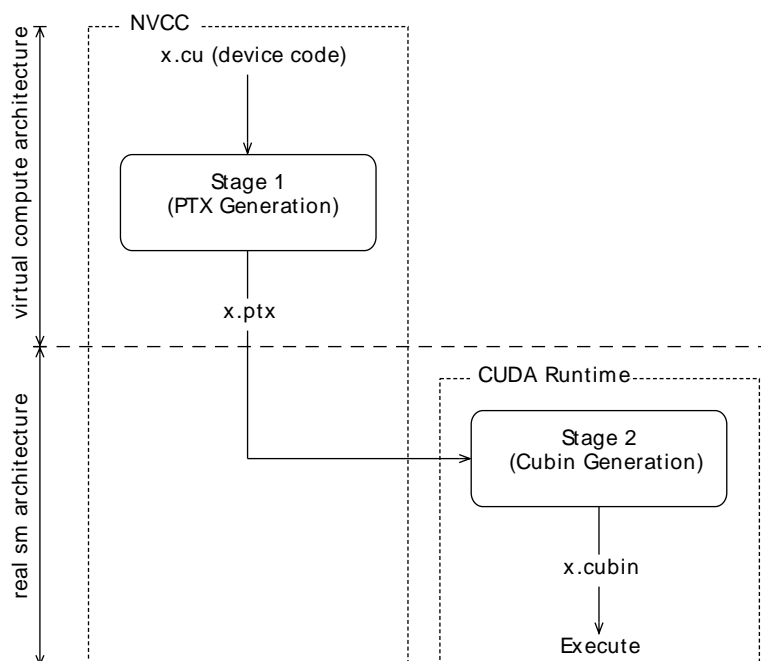 NVCC
x.cu (device code)
virtual compute architecture
Stage 1
(PTX Generation)
x.ptx
real sm architecture
CUDA Runtime
Stage 2
(Cubin Generation)
x.cubin
Execute